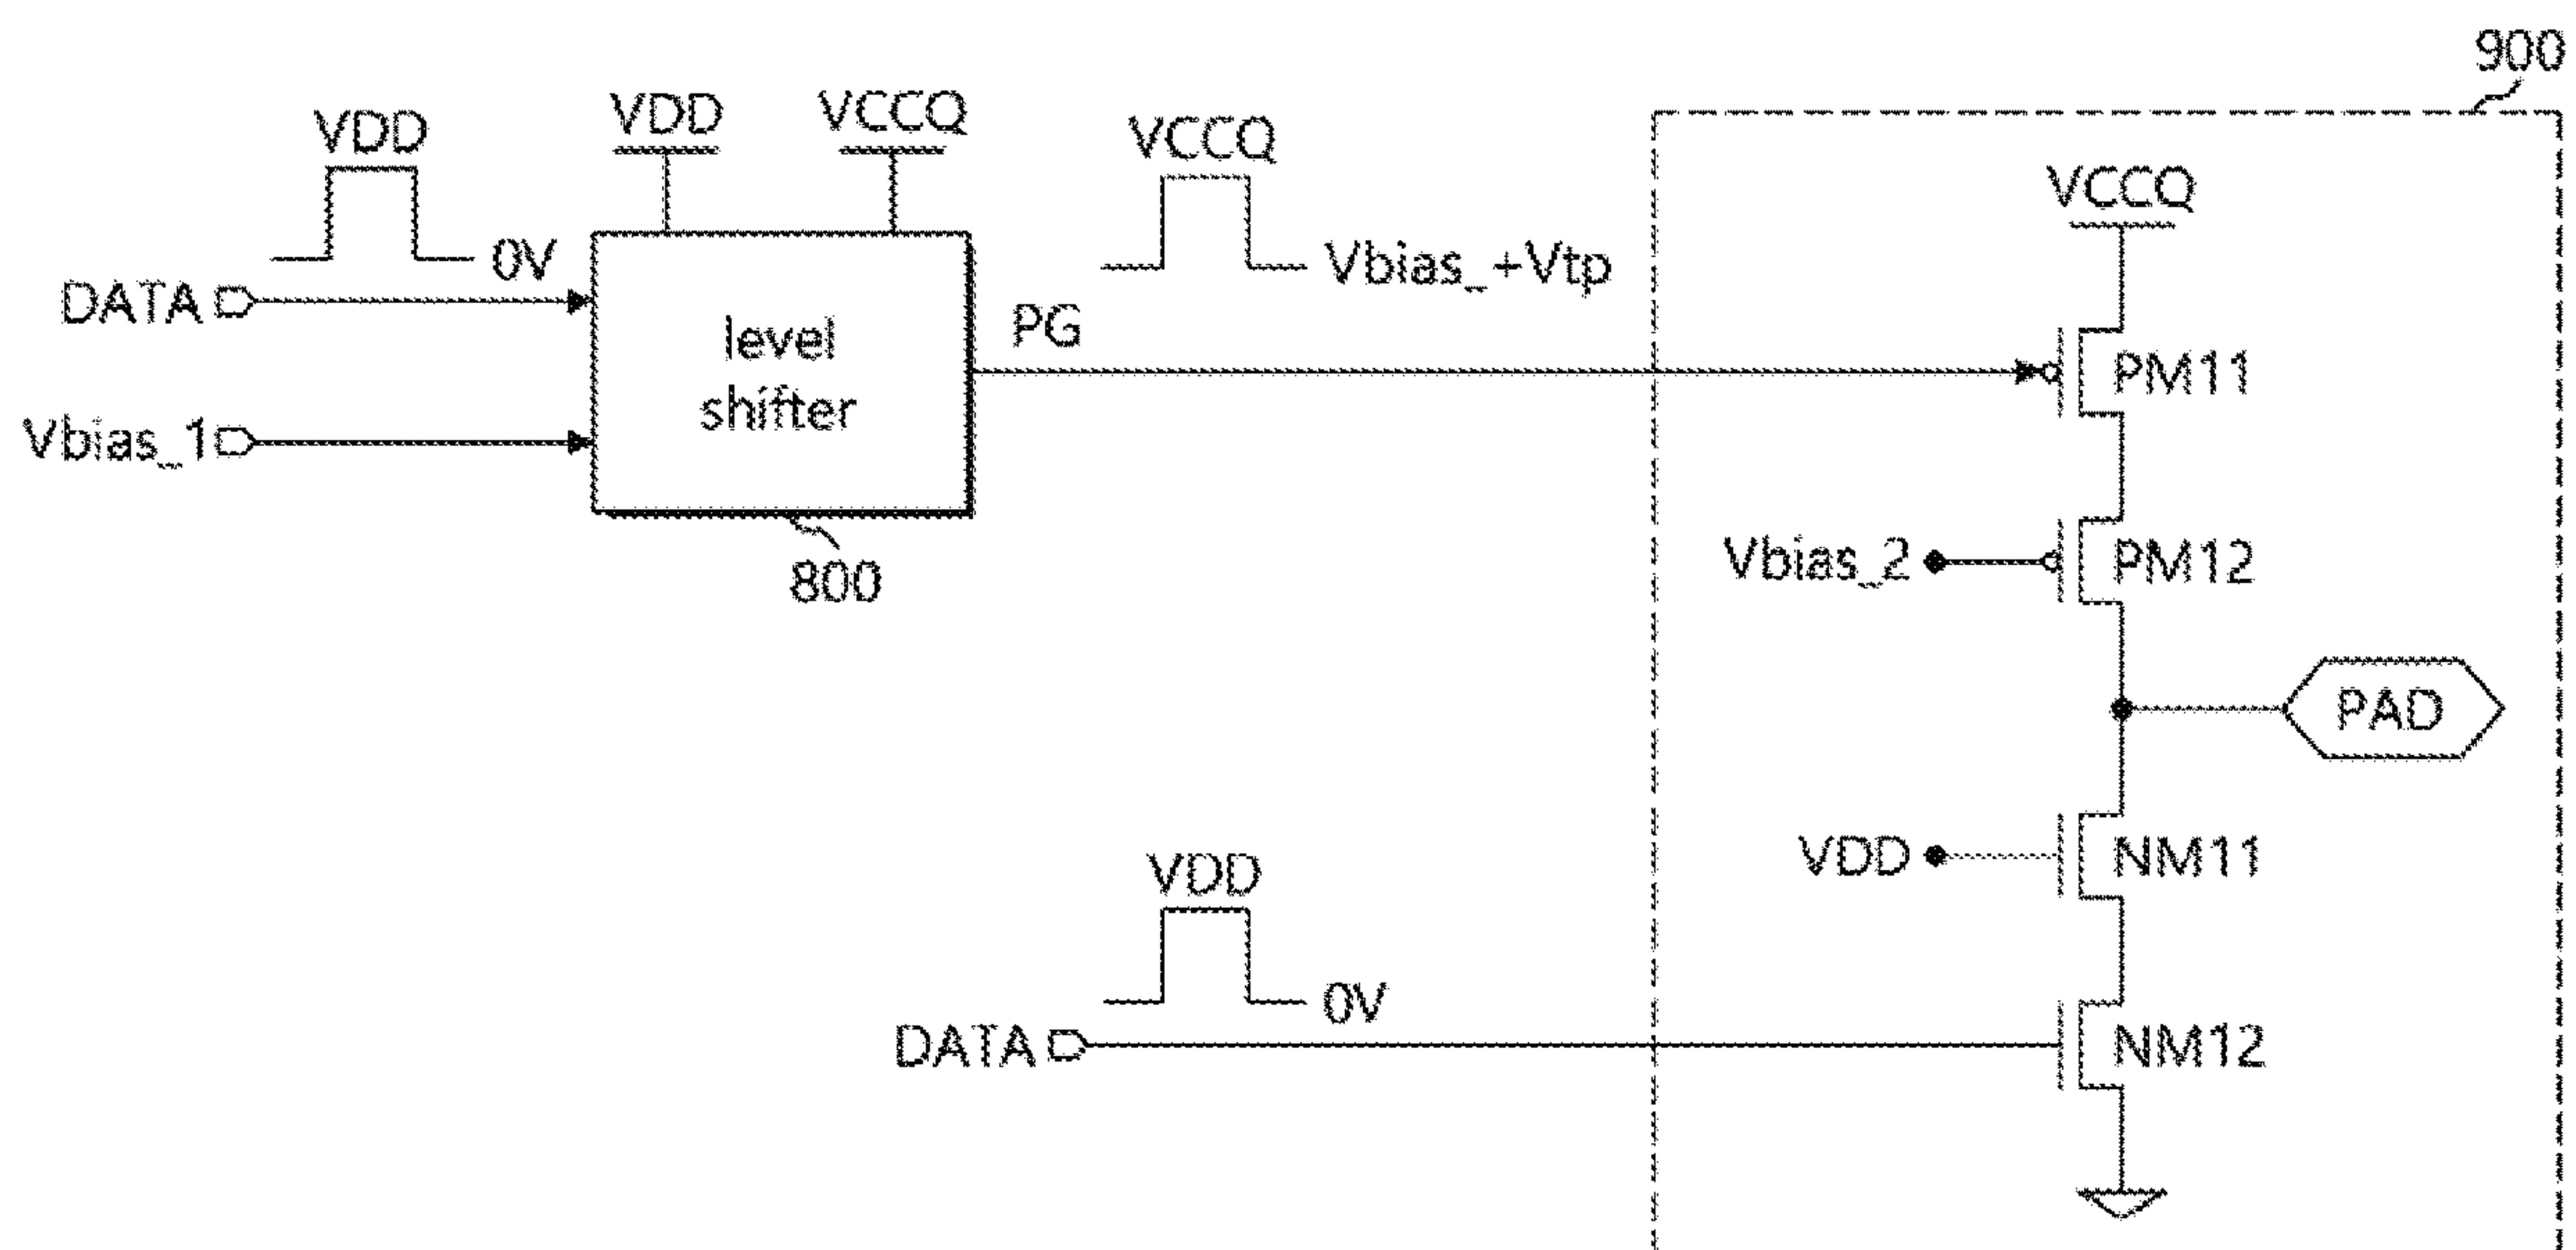 900
VDD
VDD
VCCQ
VCCQ
VCCQ
0V
Vbias_+Vtp
DATA
level
shifter
PG
PM11
Vbias_1
800
Vbias_2
PM12
PAD
VDD
NM11
VDD
0V
DATA
NM12